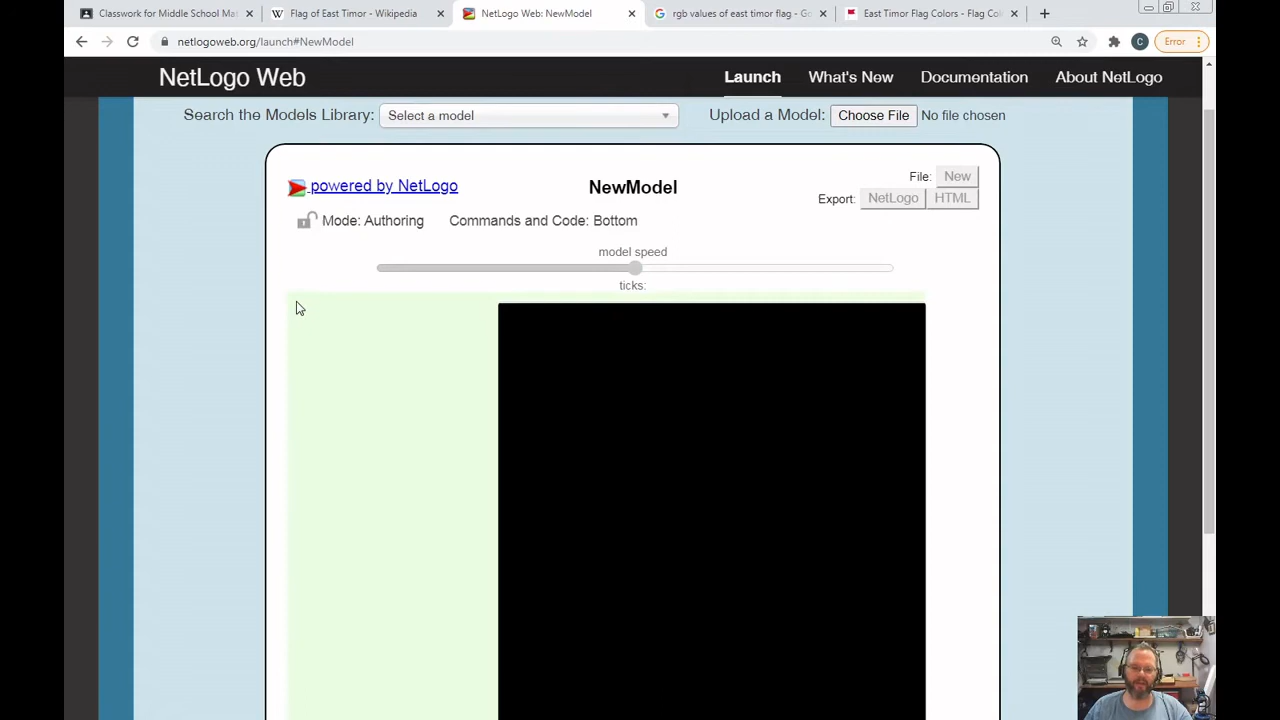 Classwork for Middle School Mat
Flag of East Timor - Wikipedia
NetLogo Web: NewModel
rgb values of east timor flag - Go
East Timor Flag Colors - Flag Col
netlogoweb.org/launch#NewModel
C
Error
NetLogo Web
Launch
What's New
Documentation
About NetLogo
Search the Models Library:
Select a model
Upload a Model:
Choose File
No file chosen
powered by NetLogo
NewModel
File:
New
Export:
NetLogo
HTML
Mode: Authoring
Commands and Code: Bottom
model speed
ticks: